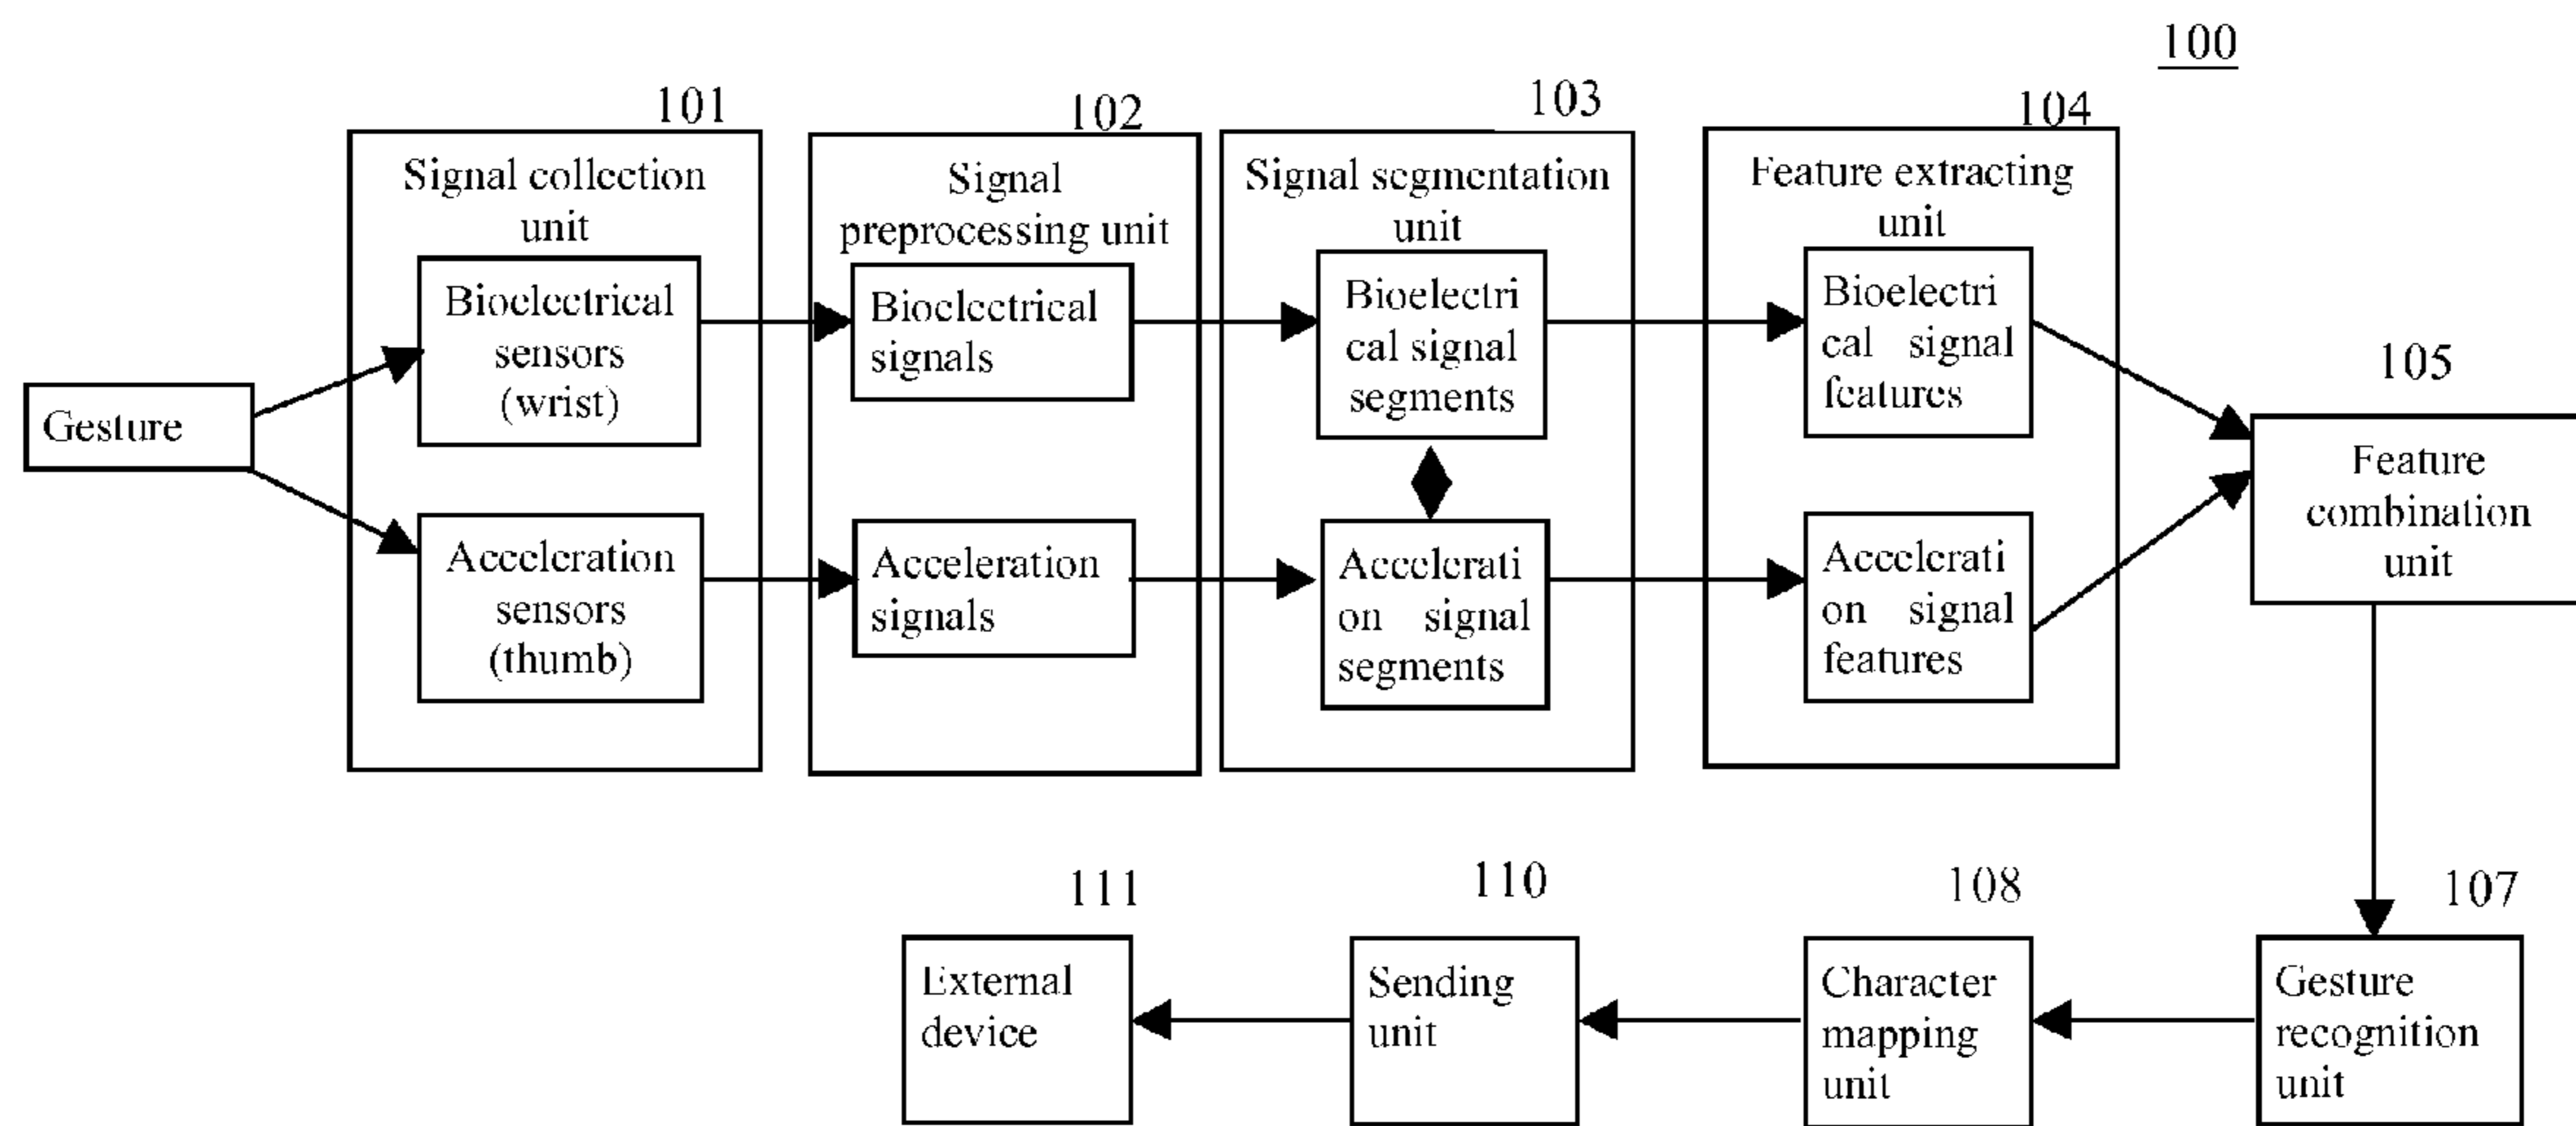 100
101
102
103
104
Signal collection
unit
Signal
preprocessing unit
Signal segmentation
unit
Feature extracting
unit
Gesture
Bioelectrical
sensors
(wrist)
Bioelectrical
signals
Bioelectri
cal signal
segments
Bioelectri
cal signal
features
Acceleration
sensors
(thumb)
Acceleration
signals
Accelerati
on signal
segments
Accelerati
on signal
features
105
Feature
combination
unit
111
110
108
107
External
device
Sending
unit
Character
mapping
unit
Gesture
recognition
unit